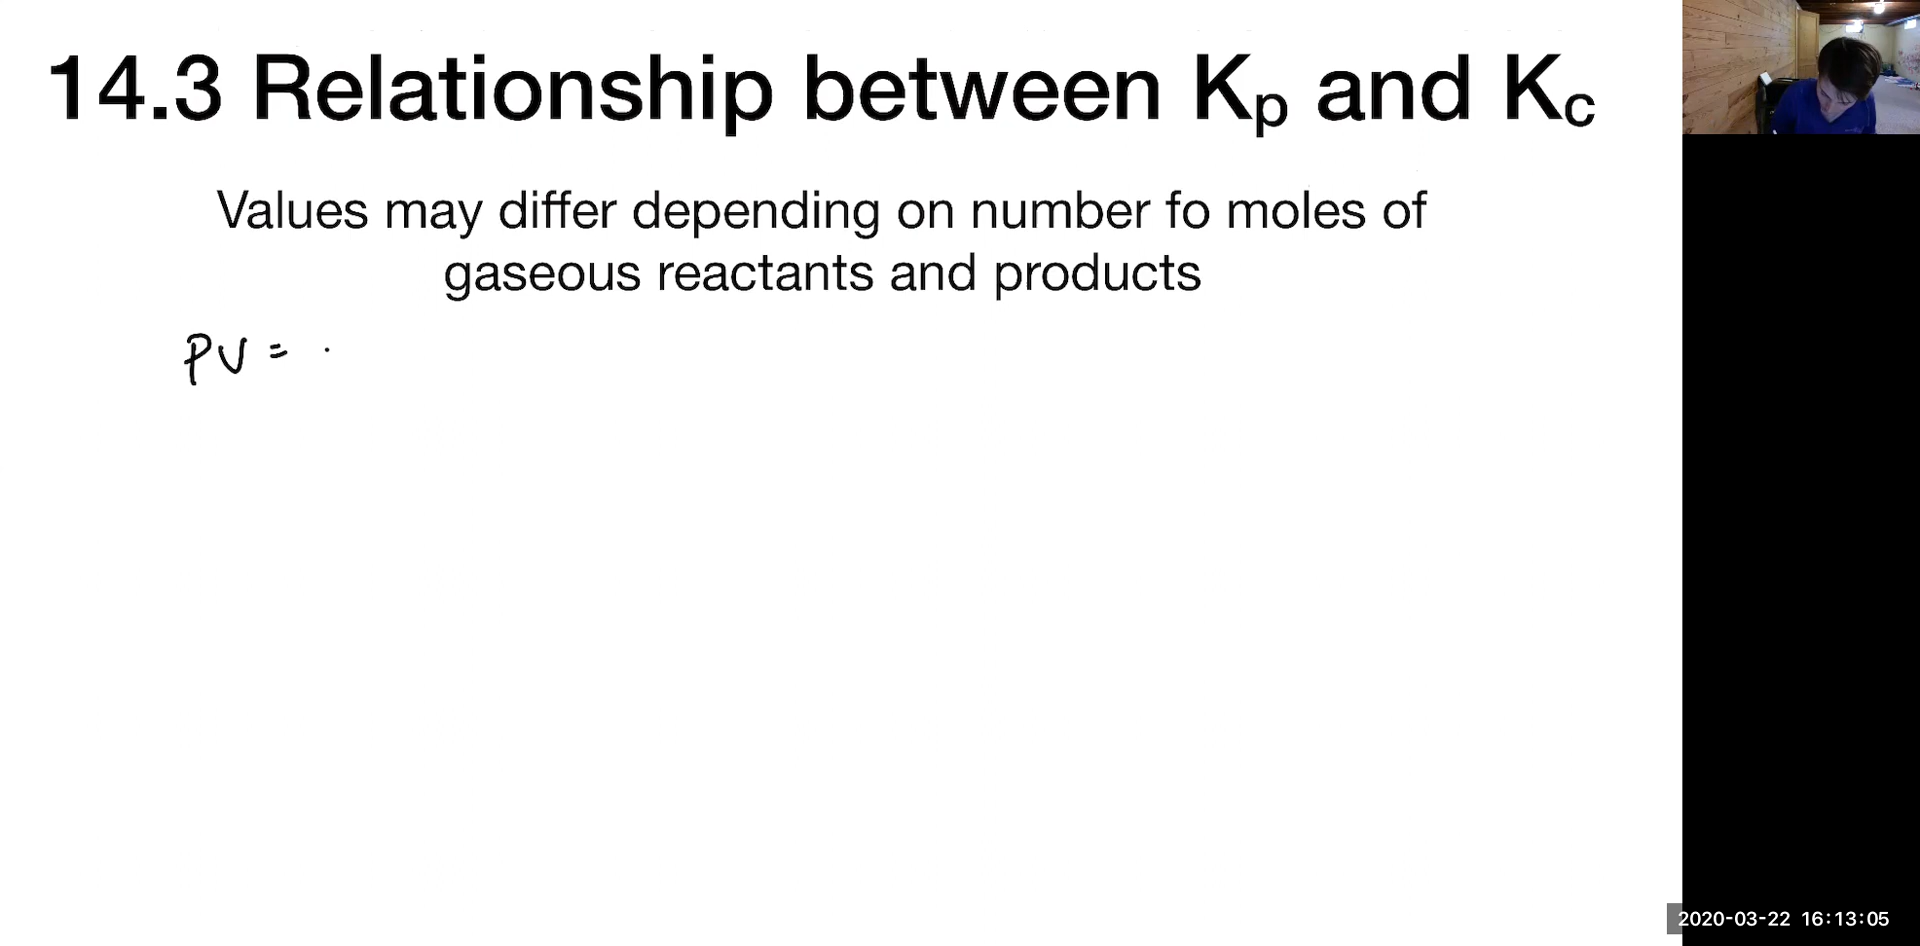 14.3 Relationship between Kp and Kc
Values may differ depending on number fo moles of
gaseous reactants and products
PV =
2020-03-22 16:13:05